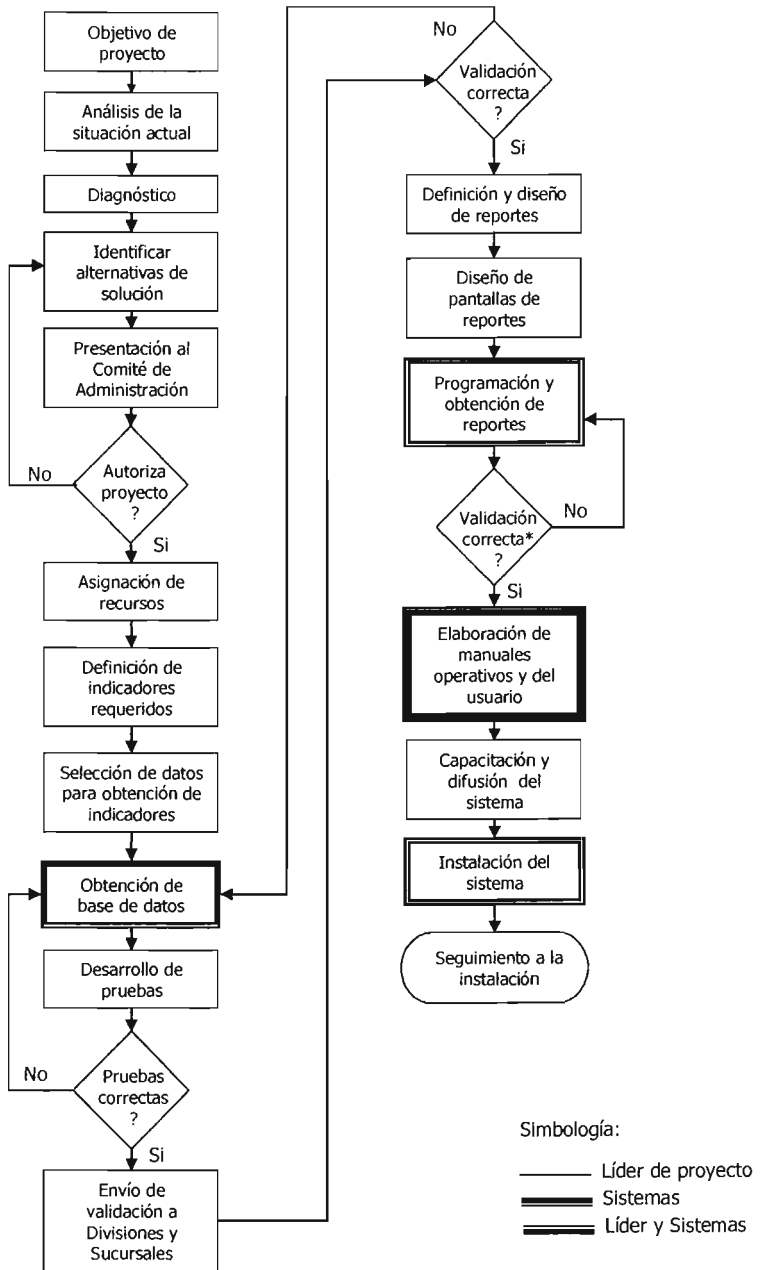 Objetivo de
proyecto
Análisis de la
situación actual
Diagnóstico
Identificar
alternativas de
solución
Presentación al
Comité de
Administración
No
Autoriza
proyecto
?
Si
Asignación de
recursos
Definición de
indicadores
requeridos
Selección de datos
para obtención de
indicadores
Obtención de
base de datos
Desarrollo de
pruebas
No
Pruebas
correctas
?
Si
Envío de
validación a
Divisiones y
Sucursales
No
Validación
correcta
?
Si
Definición y diseño
de reportes
Diseño de
pantallas de
reportes
Programación y
obtención de
reportes
No
Validación
correcta*
?
Si
Elaboración de
manuales
operativos y del
usuario
Capacitación y
difusión del
sistema
Instalación del
sistema
Seguimiento a la
instalación
Simbología:
Líder de proyecto
Sistemas
Líder y Sistemas